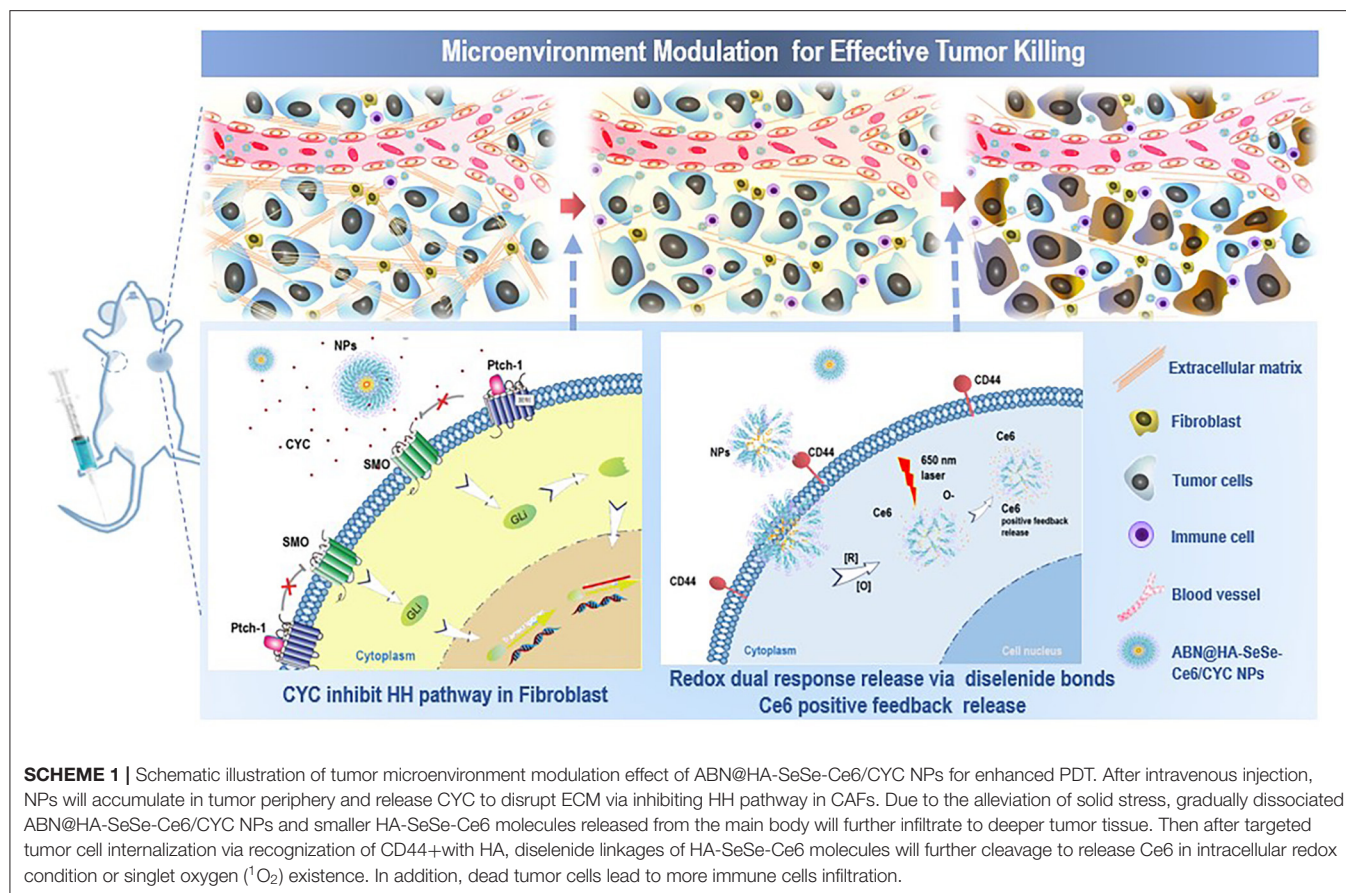 Microenvironment Modulation for Effective Tumor Killing
NPs
Ptch-1
CYC
SMO
GLi
SMO
GLi
Ptch-1
Cytoplasm
Transcription
CYC inhibit HH pathway in Fibroblast
CD44
NPs
CD44
650 nm
laser
Ce6
O-
Ce6
Ce6
positive feedback
release
[R]
[O]
CD44
Cytoplasm
Cell nucleus
Redox dual response release via diselenide bonds
Ce6 positive feedback release
Extracellular matrix
Fibroblast
Tumor cells
Immune cell
Blood vessel
ABN@HA-SeSe-
Ce6/CYC NPs
SCHEME 1 | Schematic illustration of tumor microenvironment modulation effect of ABN@HA-SeSe-Ce6/CYC NPs for enhanced PDT. After intravenous injection,
NPs will accumulate in tumor periphery and release CYC to disrupt ECM via inhibiting HH pathway in CAFs. Due to the alleviation of solid stress, gradually dissociated
ABN@HA-SeSe-Ce6/CYC NPs and smaller HA-SeSe-Ce6 molecules released from the main body will further infiltrate to deeper tumor tissue. Then after targeted
tumor cell internalization via recognization of CD44+with HA, diselenide linkages of HA-SeSe-Ce6 molecules will further cleavage to release Ce6 in intracellular redox
condition or singlet oxygen (¹O₂) existence. In addition, dead tumor cells lead to more immune cells infiltration.